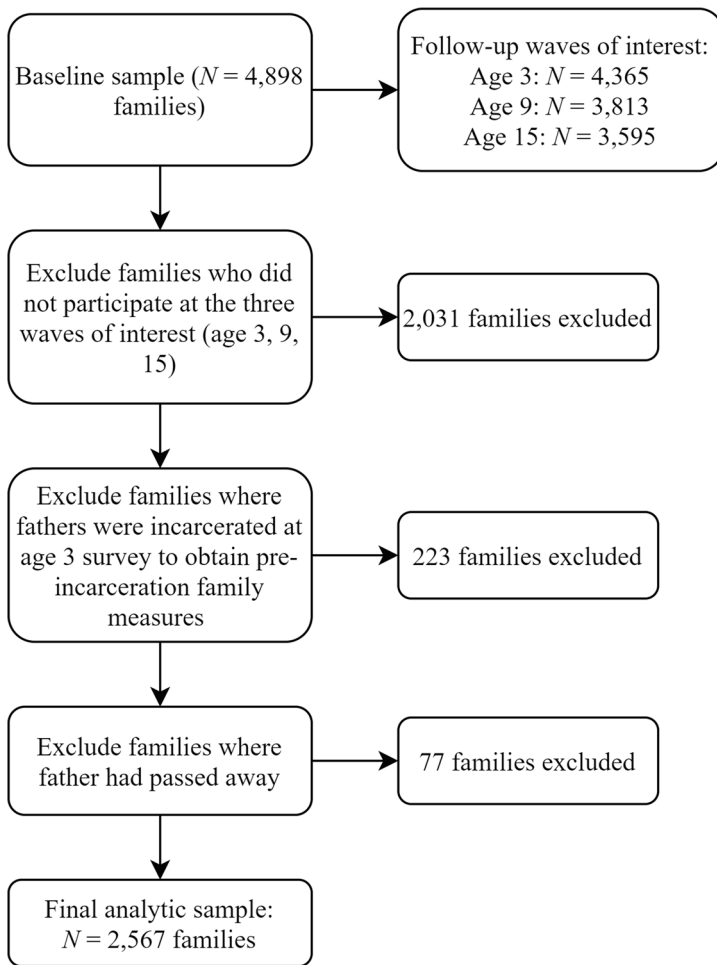 Baseline sample (N = 4,898
families)
Follow-up waves of interest:
Age 3: N = 4,365
Age 9: N = 3,813
Age 15: N = 3,595
Exclude families who did
not participate at the three
waves of interest (age 3, 9,
15)
2,031 families excluded
Exclude families where
fathers were incarcerated at
age 3 survey to obtain pre-
incarceration family
measures
223 families excluded
Exclude families where
father had passed away
77 families excluded
Final analytic sample:
N = 2,567 families